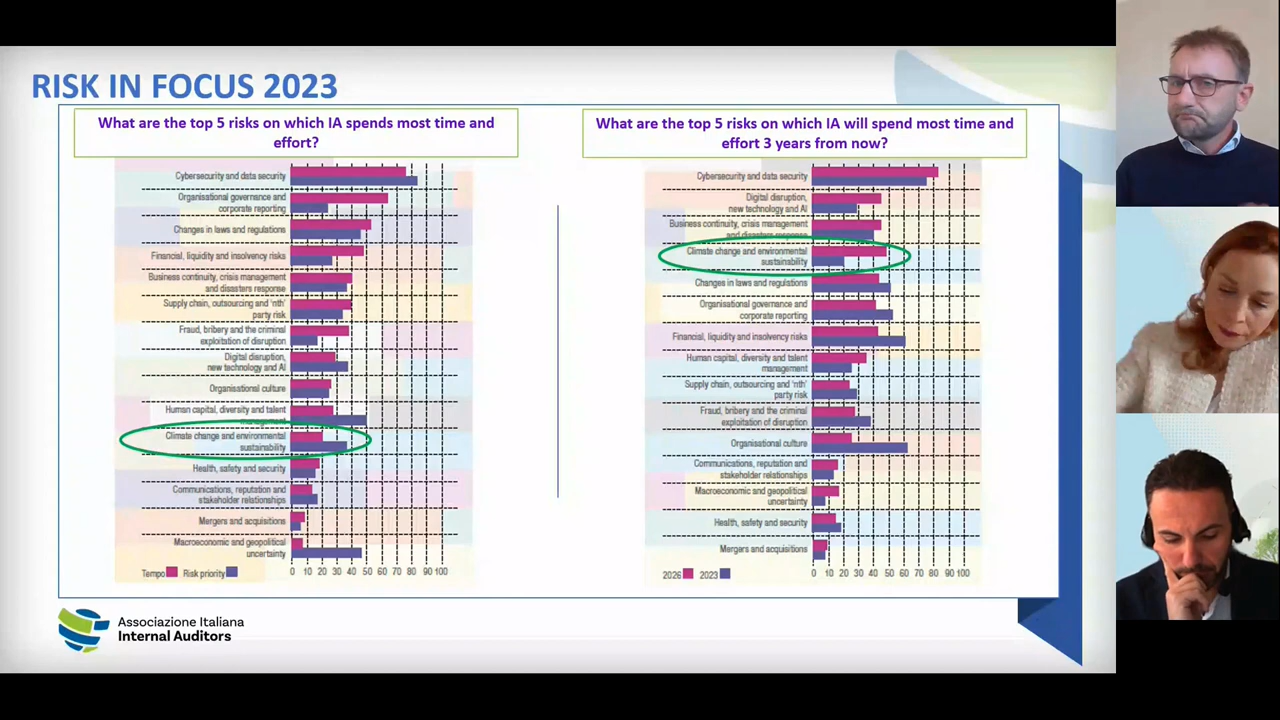 RISK IN FOCUS 2023
What are the top 5 risks on which IA spends most time and
effort?
Cybersecurity and data security
Organisational governance and
corporate reporting
Changes in laws and regulations
Financial, liquidity and insolvency risks
Business continuity, crisis management
and disasters response
Supply chain, outsourcing and 'nth'
party risk
Fraud, bribery and the criminal
exploitation of disruption
Digital disruption,
new technology and AI
Organisational culture
Human capital, diversity and talent
management
Climate change and environmental
sustainability
Health, safety and security
Communications, reputation and
stakeholder relationships
Mergers and acquisitions
Macroeconomic and geopolitical
uncertainty
0 10 20 30 40 50 60 70 80 90 100
Tempo Risk priority
What are the top 5 risks on which IA will spend most time and
effort 3 years from now?
Cybersecurity and data security
Digital disruption,
new technology and AI
Business continuity, crisis management
and disasters response
Climate change and environmental
sustainability
Changes in laws and regulations
Organisational governance and
corporate reporting
Financial, liquidity and insolvency risks
Human capital, diversity and talent
management
Supply chain, outsourcing and 'nth'
party risk
Fraud, bribery and the criminal
exploitation of disruption
Organisational culture
Communications, reputation and
stakeholder relationships
Macroeconomic and geopolitical
uncertainty
Health, safety and security
Mergers and acquisitions
0 10 20 30 40 50 60 70 80 90 100
2026 2023
Associazione Italiana
Internal Auditors